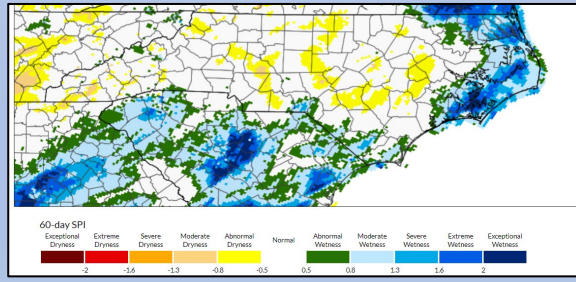 60-day SPI
Exceptional Dryness Extreme Dryness Severe Dryness Moderate Dryness Abnormal Dryness Normal Abnormal Wetness Moderate Wetness Severe Wetness Extreme Wetness Exceptional Wetness
-2 -1.6 -1.3 -0.8 -0.5 0.5 0.8 1.3 1.6 2